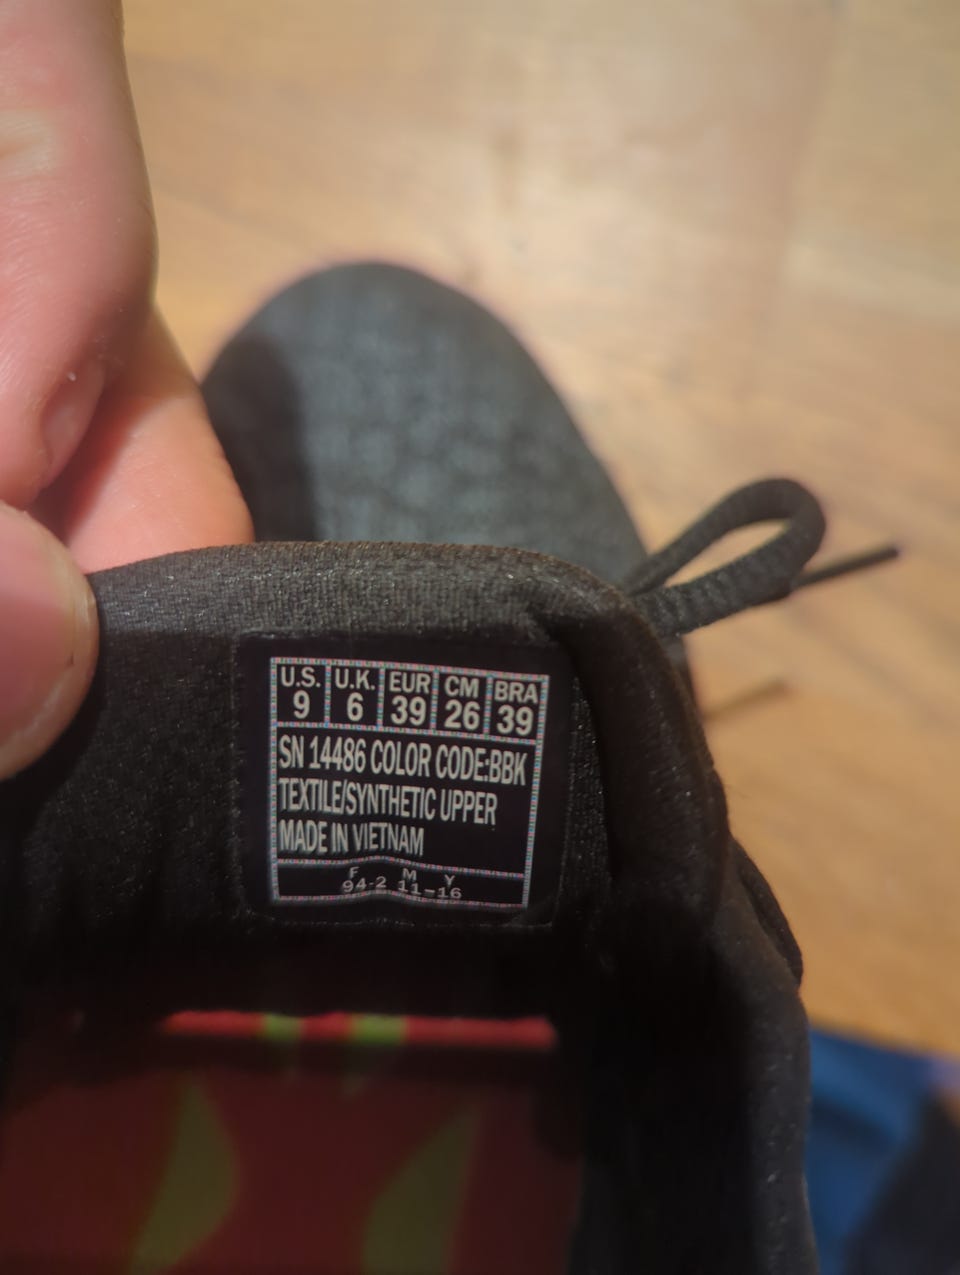 U.S. U.K. EUR CM BRA
9 6 39 26 39
SN 14486 COLOR CODE:BBK
TEXTILE/SYNTHETIC UPPER
MADE IN VIETNAM
F M Y
94-2 11-16